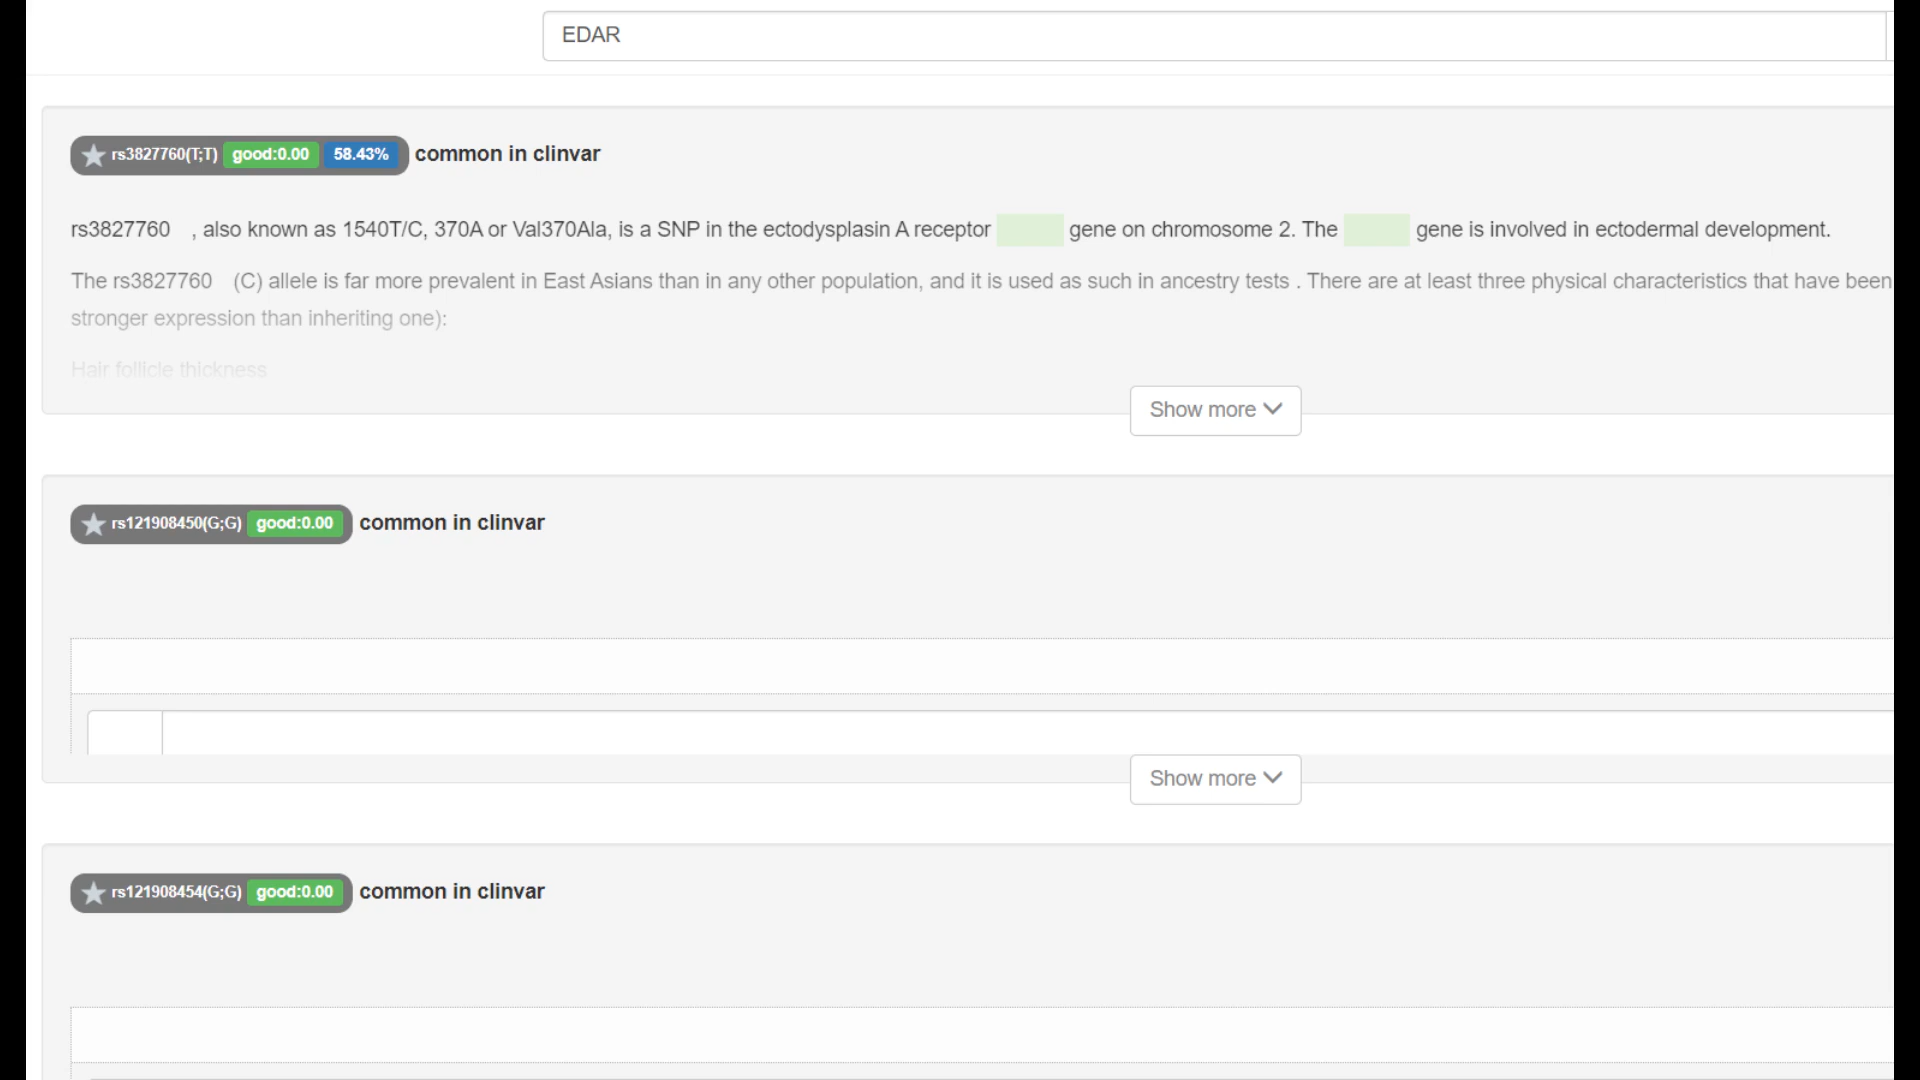 EDAR
rs3827760(T;T) good:0.00 58.43% common in clinvar
rs3827760 , also known as 1540T/C, 370A or Val370Ala, is a SNP in the ectodysplasin A receptor gene on chromosome 2. The gene is involved in ectodermal development.
The rs3827760 (C) allele is far more prevalent in East Asians than in any other population, and it is used as such in ancestry tests . There are at least three physical characteristics that have been
stronger expression than inheriting one):
Hair follicle thickness
Show more
rs121908450(G;G) good:0.00 common in clinvar
Show more
rs121908454(G;G) good:0.00 common in clinvar